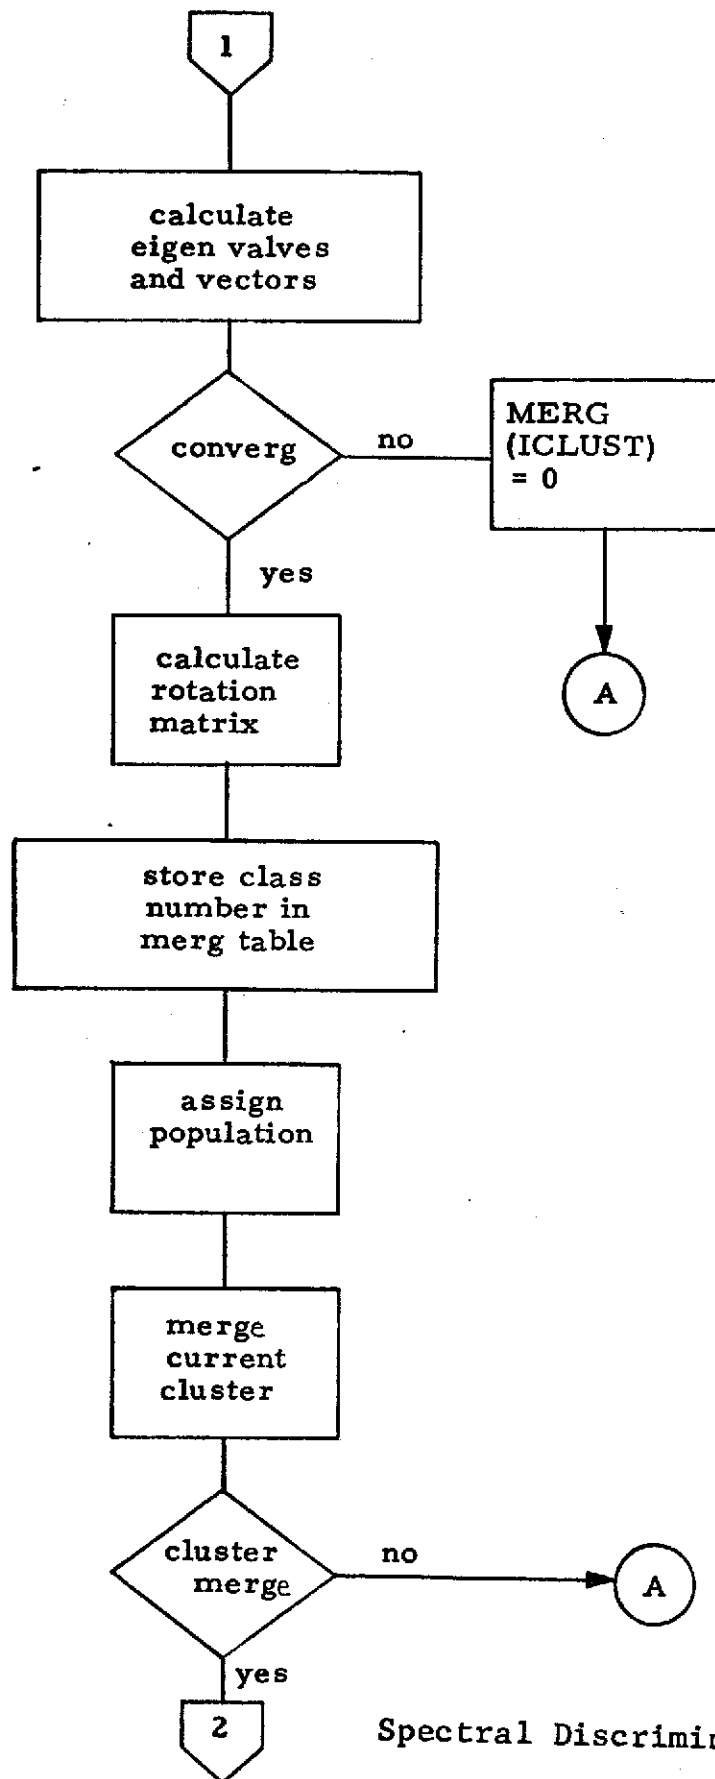 1
calculate
eigen valves
and vectors
converg
no
MERG
(ICLUST)
= 0
yes
calculate
rotation
matrix
A
store class
number in
merg table
assign
population
merge
current
cluster
cluster
merge
no
A
yes
2
Spectral Discrimin